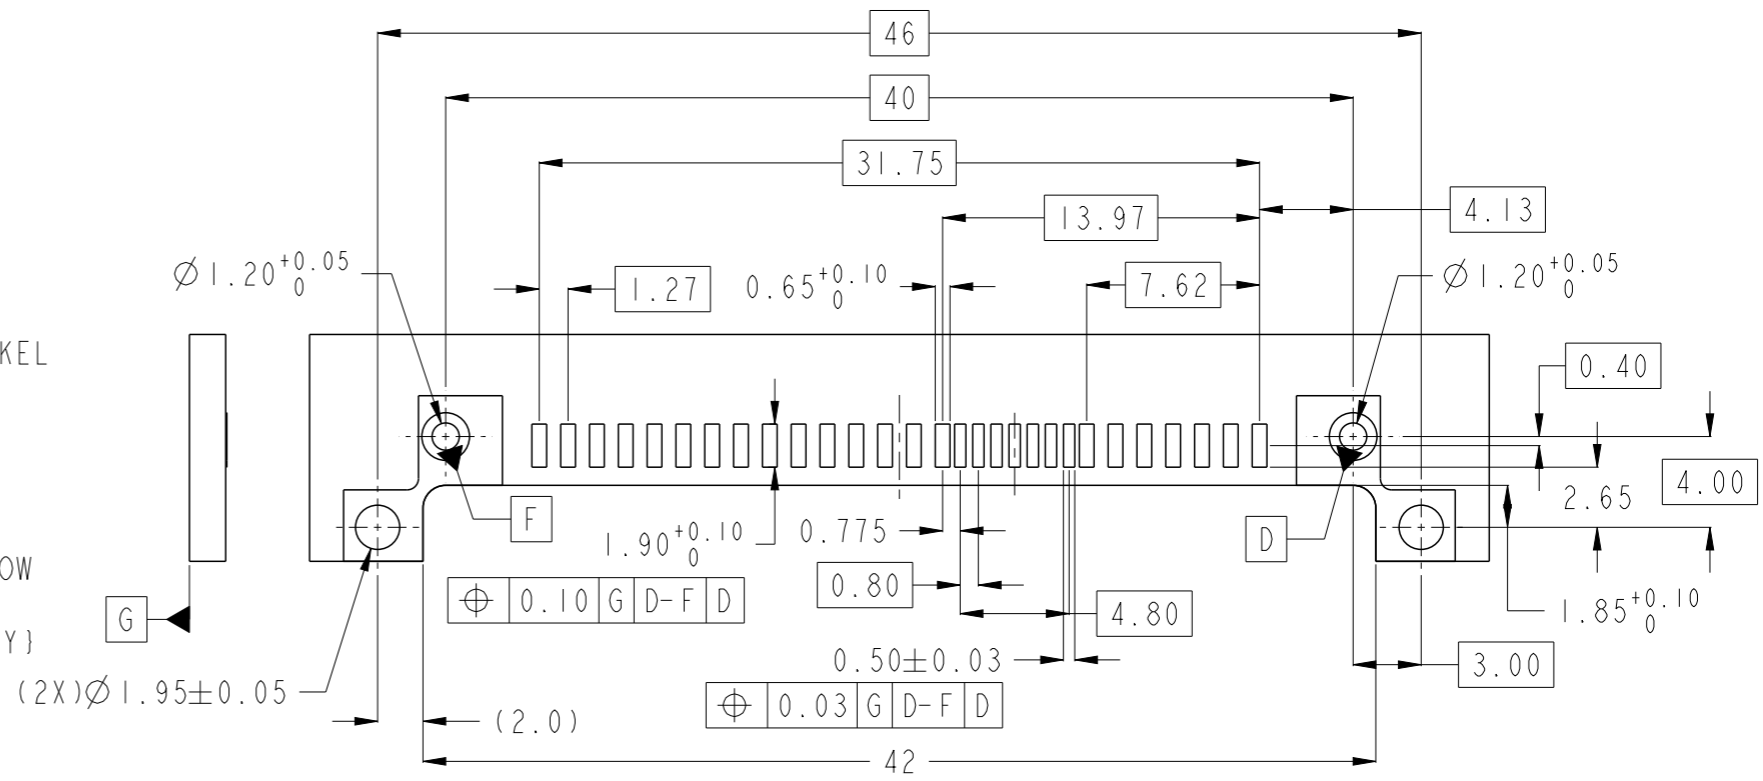 46
40
31.75
13.97
4.13
Ø1.20 +0.05 0
1.27
0.65 +0.10 0
7.62
Ø1.20 +0.05 0
KEL
0.40
F
1.90 +0.10 0
0.775
D
2.65
4.00
OW
0.80
⌖ 0.10 G D-F D
4.80
1.85 +0.10 0
G
Y}
0.50±0.03
3.00
(2X)Ø1.95±0.05
⌖ 0.03 G D-F D
(2.0)
42